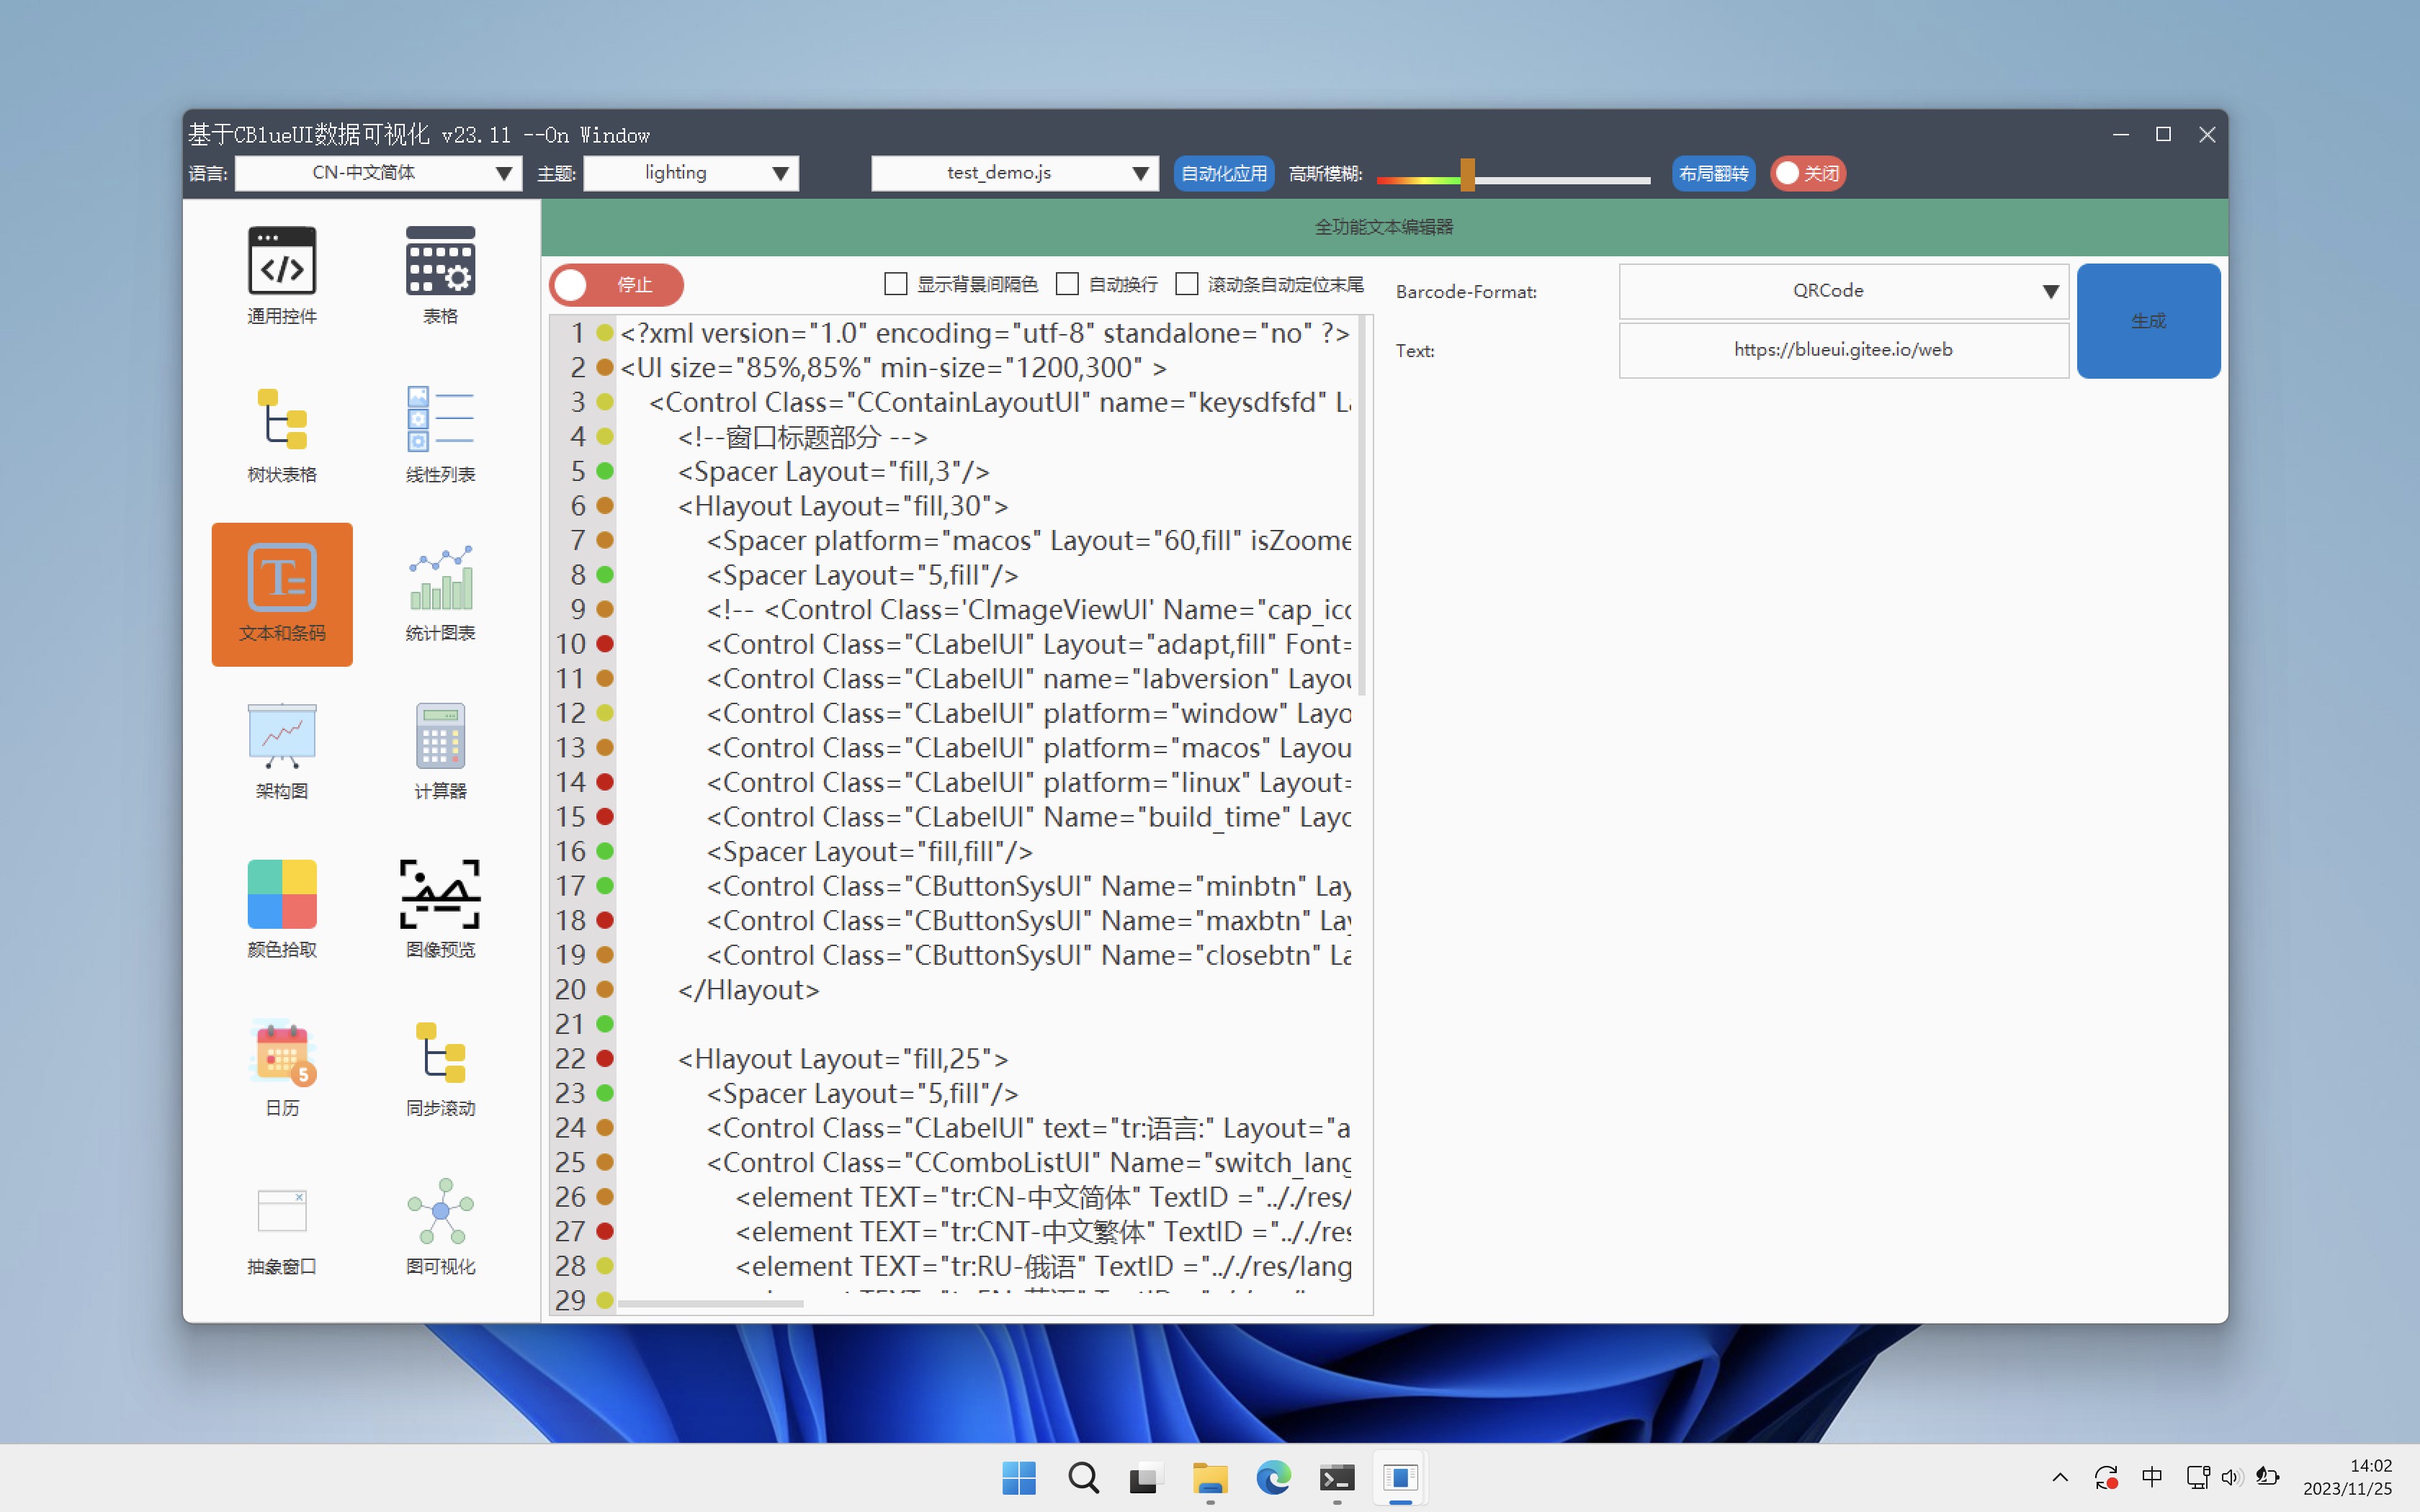 基于CBlueUI数据可视化 v23.11 --On Window
语言: CN-中文简体 主题: lighting test_demo.js 自动化应用 高斯模糊: 布局翻转 关闭
全功能文本编辑器
通用控件 表格
树状表格 线性列表
文本和条码 统计图表
架构图 计算器
颜色拾取 图像预览
5
日历 同步滚动
抽象窗口 图可视化
停止 显示背景间隔色 自动换行 滚动条自动定位末尾
1 <?xml version="1.0" encoding="utf-8" standalone="no" ?>
2 <UI size="85%,85%" min-size="1200,300" >
3 <Control Class="CContainLayoutUI" name="keysdfsfd"
4 <!--窗口标题部分 -->
5 <Spacer Layout="fill,3"/>
6 <Hlayout Layout="fill,30">
7 <Spacer platform="macos" Layout="60,fill" isZoome
8 <Spacer Layout="5,fill"/>
9 <!-- <Control Class='CImageViewUI' Name="cap_ico
10 <Control Class="CLabelUI" Layout="adapt,fill" Font=
11 <Control Class="CLabelUI" name="labversion" Layou
12 <Control Class="CLabelUI" platform="window" Layo
13 <Control Class="CLabelUI" platform="macos" Layou
14 <Control Class="CLabelUI" platform="linux" Layout=
15 <Control Class="CLabelUI" Name="build_time" Layo
16 <Spacer Layout="fill,fill"/>
17 <Control Class="CButtonSysUI" Name="minbtn" Lay
18 <Control Class="CButtonSysUI" Name="maxbtn" Lay
19 <Control Class="CButtonSysUI" Name="closebtn" La
20 </Hlayout>
21
22 <Hlayout Layout="fill,25">
23 <Spacer Layout="5,fill"/>
24 <Control Class="CLabelUI" text="tr:语言:" Layout="a
25 <Control Class="CComboListUI" Name="switch_lang
26 <element TEXT="tr:CN-中文简体" TextID =".././res/
27 <element TEXT="tr:CNT-中文繁体" TextID =".././res
28 <element TEXT="tr:RU-俄语" TextID =".././res/lang
29
Barcode-Format: QRCode
Text: https://blueui.gitee.io/web
生成
中
14:02
2023/11/25